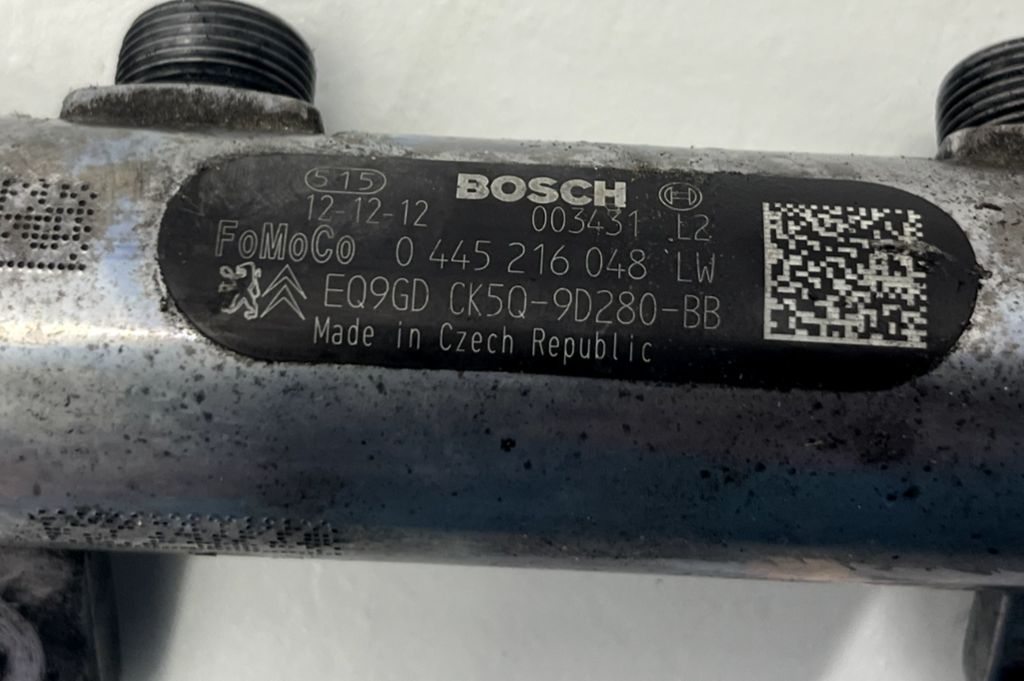 515 BOSCH
12-12-12 003431 E2
FoMoCo 0 445 216 048 LW
EQ9GD CK5Q-9D280-BB
Made in Czech Republic